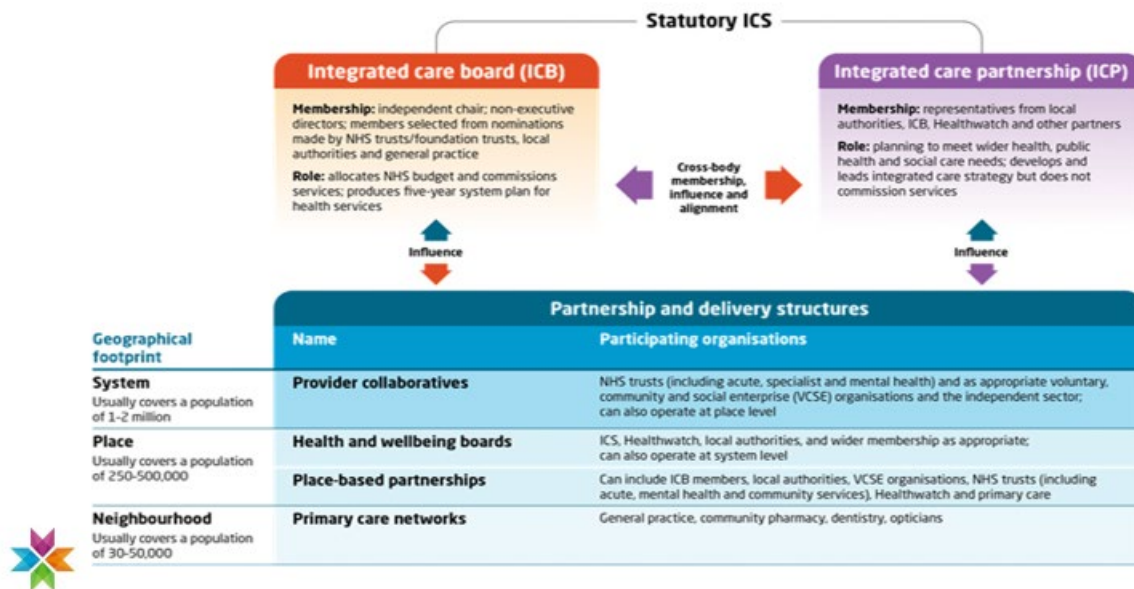 Statutory ICS
Integrated care board (ICB)
Membership: independent chair; non-executive
directors; members selected from nominations
made by NHS trusts/foundation trusts, local
authorities and general practice
Role: allocates NHS budget and commissions
services; produces five-year system plan for
health services
Cross-body
membership,
influence and
alignment
Integrated care partnership (ICP)
Membership: representatives from local
authorities, ICB, Healthwatch and other partners
Role: planning to meet wider health, public
health and social care needs; develops and
leads integrated care strategy but does not
commission services
Influence
Influence
Partnership and delivery structures
Geographical
footprint
Name
Participating organisations
System
Usually covers a population
of 1-2 million
Provider collaboratives
NHS trusts (including acute, specialist and mental health) and as appropriate voluntary,
community and social enterprise (VCSE) organisations and the independent sector;
can also operate at place level
Place
Usually covers a population
of 250-500,000
Health and wellbeing boards
ICS, Healthwatch, local authorities, and wider membership as appropriate;
can also operate at system level
Place-based partnerships
Can include ICB members, local authorities, VCSE organisations, NHS trusts (including
acute, mental health and community services), Healthwatch and primary care
Neighbourhood
Usually covers a population
of 30-50,000
Primary care networks
General practice, community pharmacy, dentistry, opticians